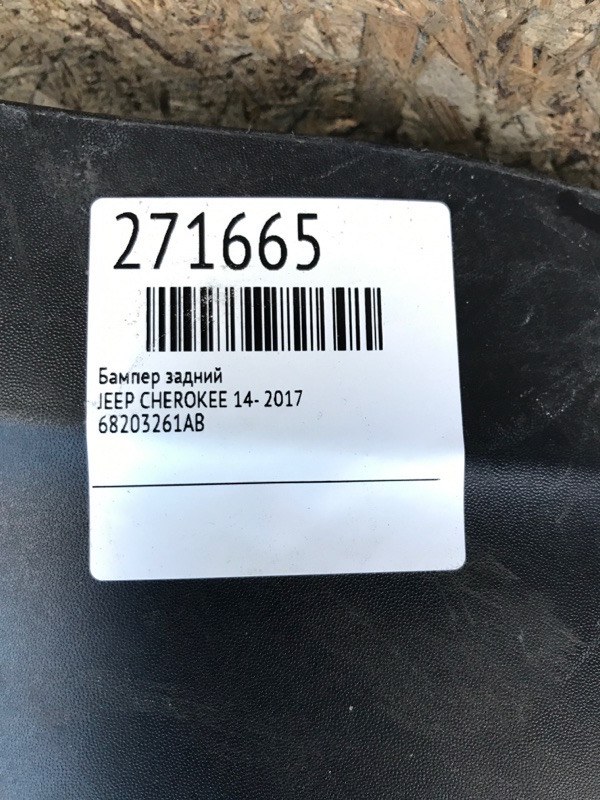 271665
Бампер задний
JEEP CHEROKEE 14- 2017
68203261AB